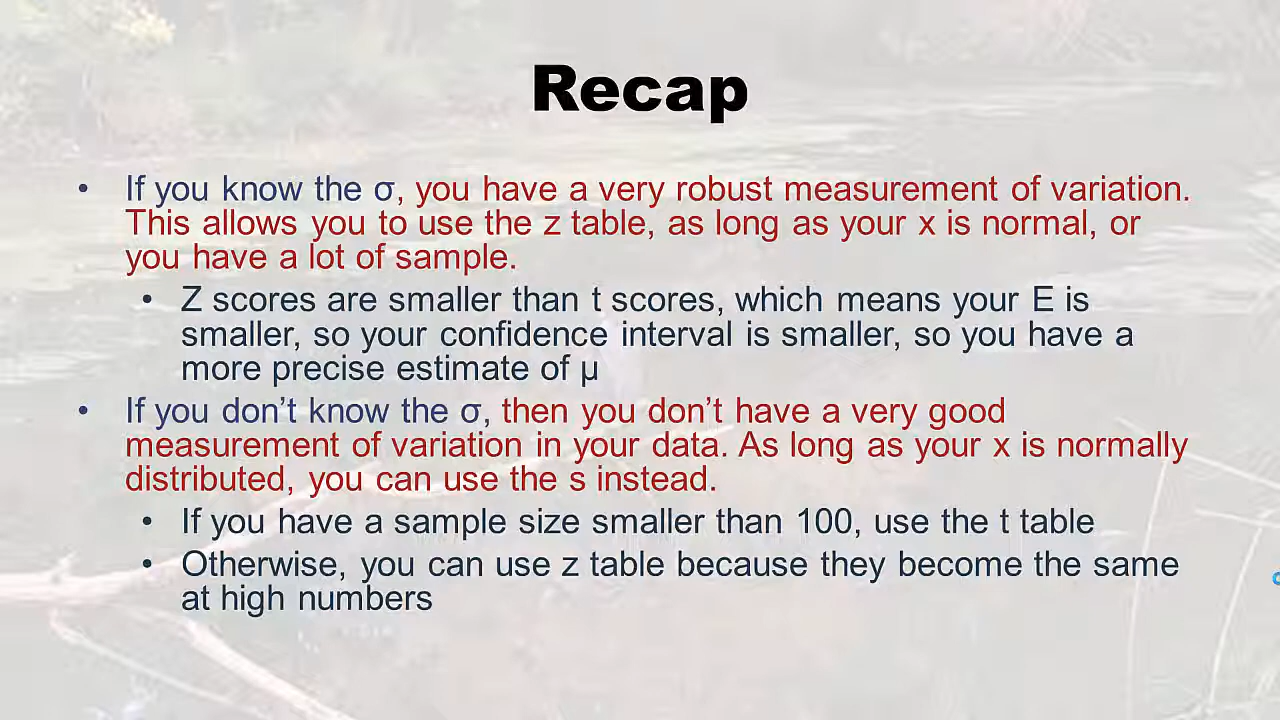 Recap
• If you know the σ, you have a very robust measurement of variation.
This allows you to use the z table, as long as your x is normal, or
you have a lot of sample.
• Z scores are smaller than t scores, which means your E is
smaller, so your confidence interval is smaller, so you have a
more precise estimate of μ
• If you don’t know the σ, then you don’t have a very good
measurement of variation in your data. As long as your x is normally
distributed, you can use the s instead.
• If you have a sample size smaller than 100, use the t table
• Otherwise, you can use z table because they become the same
at high numbers